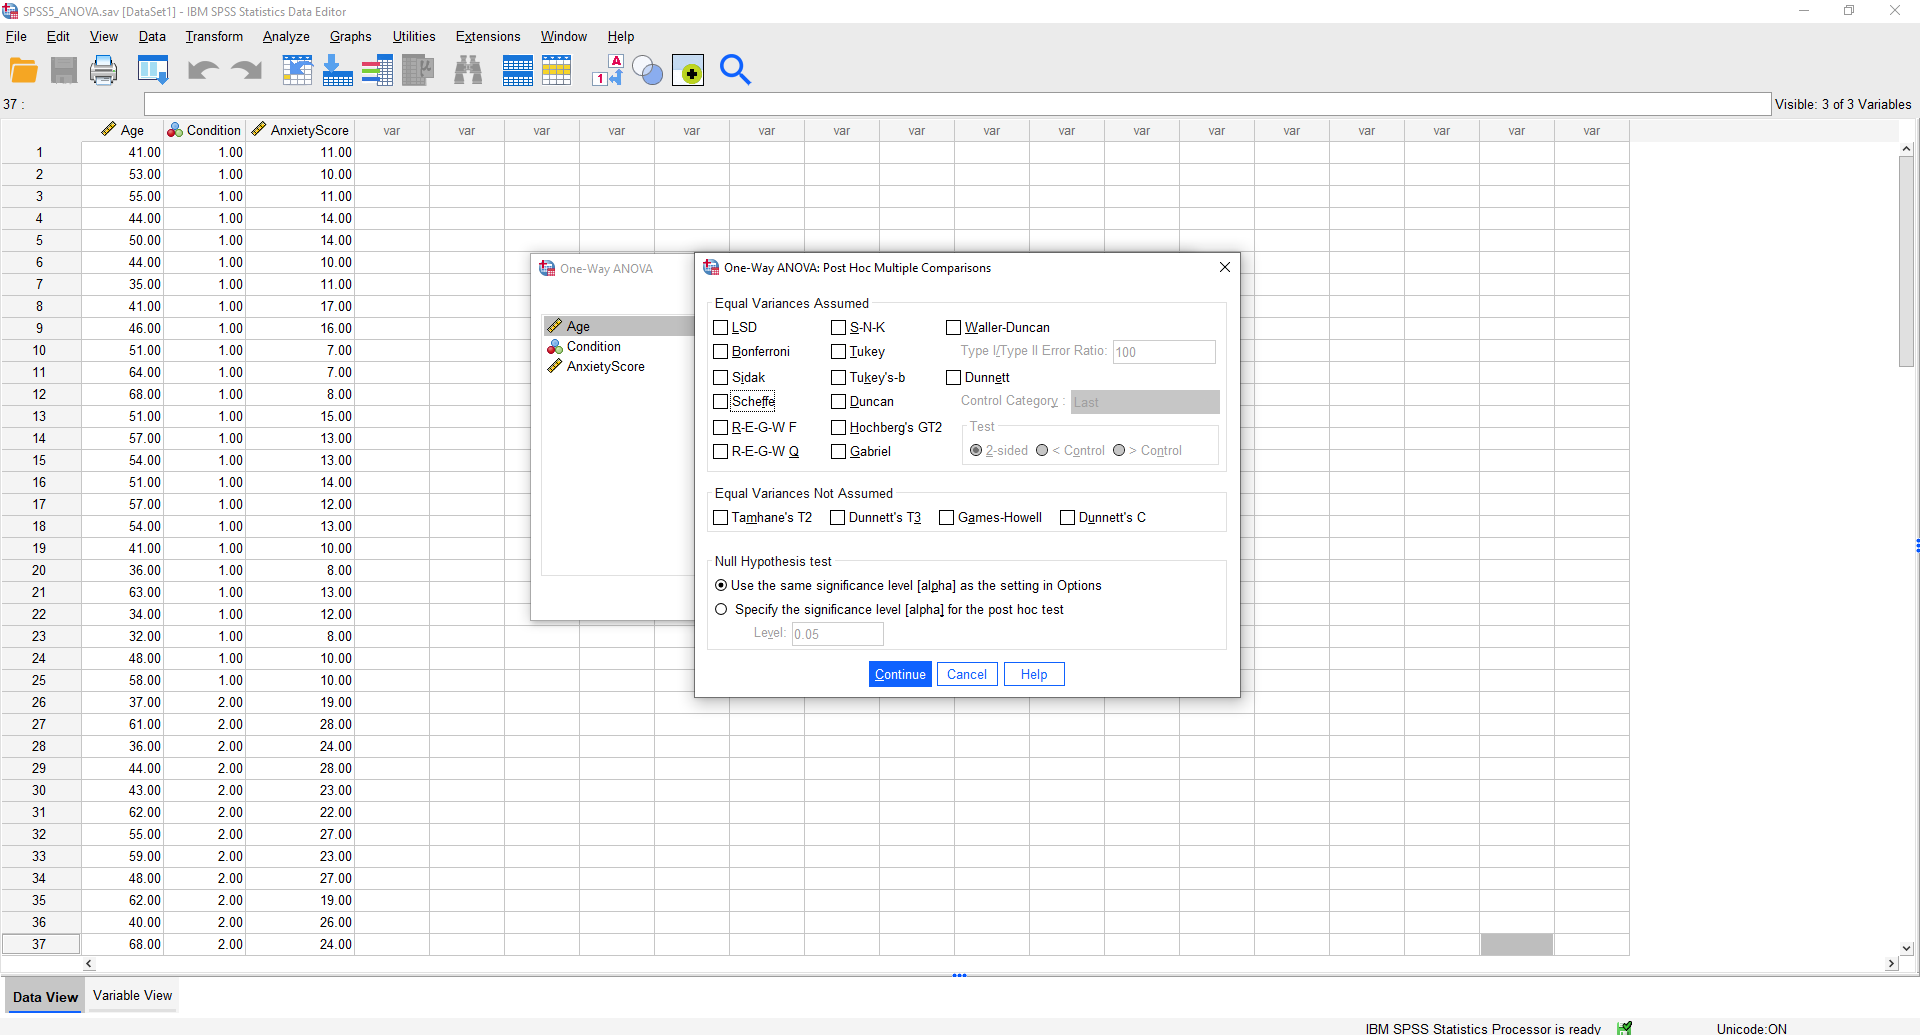 SPSS5_ANOVA.sav [DataSet1] - IBM SPSS Statistics Data Editor
File Edit View Data Transform Analyze Graphs Utilities Extensions Window Help
1 A
37 :
Visible: 3 of 3 Variables
Age Condition AnxietyScore var var var var var var var var var var var var var var var var var
1 41.00 1.00 11.00
2 53.00 1.00 10.00
3 55.00 1.00 11.00
4 44.00 1.00 14.00
5 50.00 1.00 14.00
6 44.00 1.00 10.00
7 35.00 1.00 11.00
8 41.00 1.00 17.00
9 46.00 1.00 16.00
10 51.00 1.00 7.00
11 64.00 1.00 7.00
12 68.00 1.00 8.00
13 51.00 1.00 15.00
14 57.00 1.00 13.00
15 54.00 1.00 13.00
16 51.00 1.00 14.00
17 57.00 1.00 12.00
18 54.00 1.00 13.00
19 41.00 1.00 10.00
20 36.00 1.00 8.00
21 63.00 1.00 13.00
22 34.00 1.00 12.00
23 32.00 1.00 8.00
24 48.00 1.00 10.00
25 58.00 1.00 10.00
26 37.00 2.00 19.00
27 61.00 2.00 28.00
28 36.00 2.00 24.00
29 44.00 2.00 28.00
30 43.00 2.00 23.00
31 62.00 2.00 22.00
32 55.00 2.00 27.00
33 59.00 2.00 23.00
34 48.00 2.00 27.00
35 62.00 2.00 19.00
36 40.00 2.00 26.00
37 68.00 2.00 24.00
One-Way ANOVA
Age
Condition
AnxietyScore
One-Way ANOVA: Post Hoc Multiple Comparisons
Equal Variances Assumed
LSD S-N-K Waller-Duncan
Bonferroni Tukey Type I/Type II Error Ratio: 100
Sidak Tukey's-b Dunnett
Scheffe Duncan Control Category : Last
R-E-G-W F Hochberg's GT2 Test
R-E-G-W Q Gabriel 2-sided < Control > Control
Equal Variances Not Assumed
Tamhane's T2 Dunnett's T3 Games-Howell Dunnett's C
Null Hypothesis test
Use the same significance level [alpha] as the setting in Options
Specify the significance level [alpha] for the post hoc test
Level: 0.05
Continue Cancel Help
Data View Variable View
IBM SPSS Statistics Processor is ready Unicode:ON